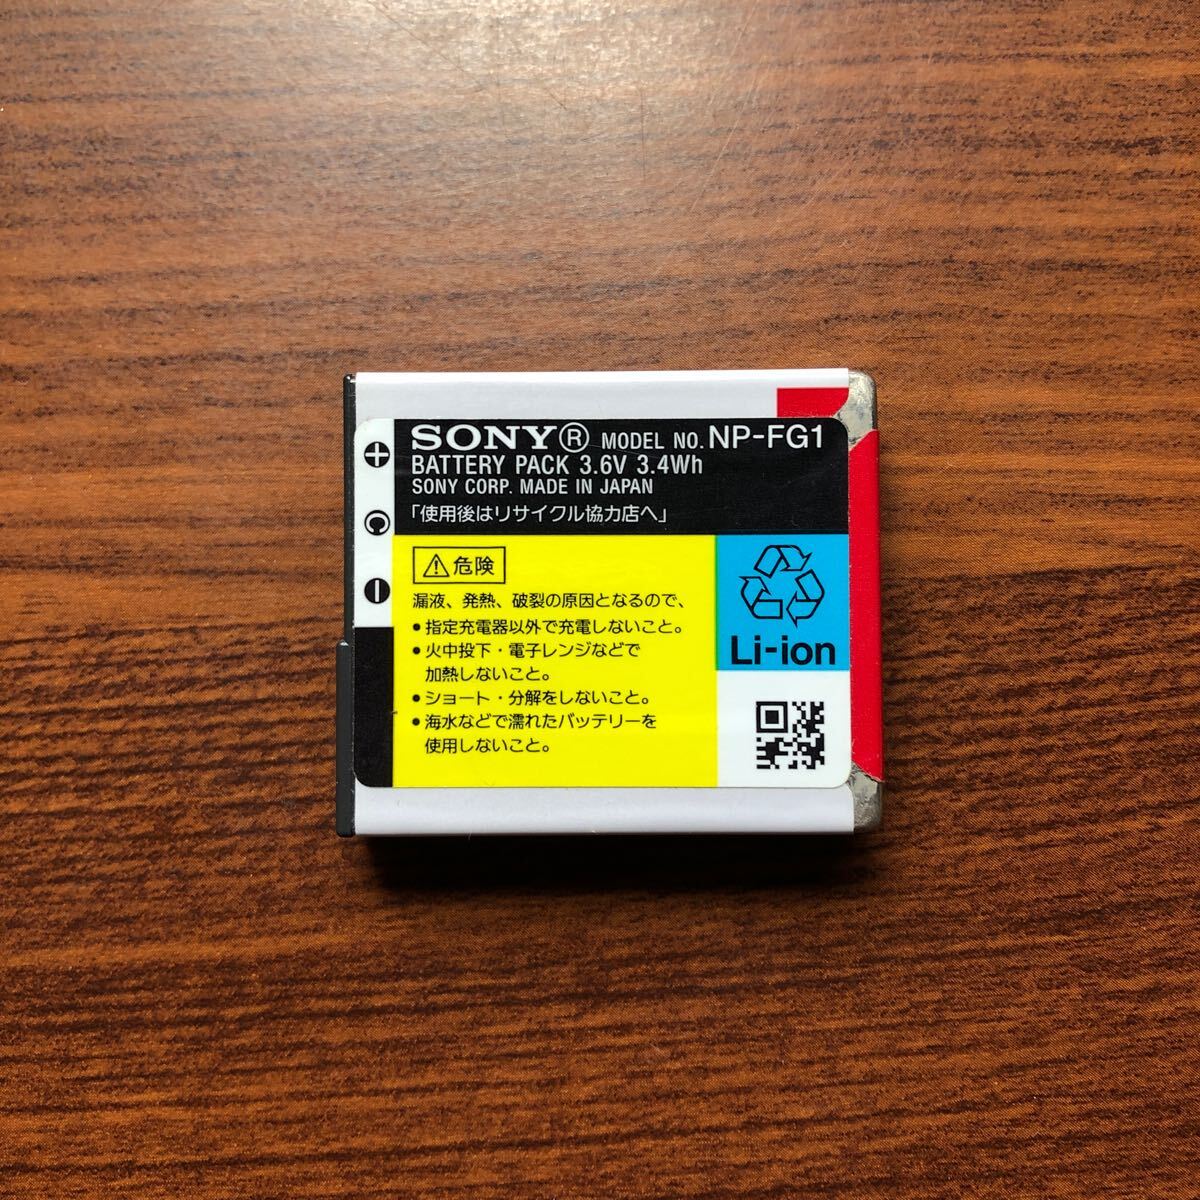 SONY® MODEL NO. NP-FG1
BATTERY PACK 3.6V 3.4Wh
SONY CORP. MADE IN JAPAN
「使用後はリサイクル協力店へ」
⚠危険
漏液、発熱、破裂の原因となるので、
●指定充電器以外で充電しないこと。
●火中投下・電子レンジなどで
加熱しないこと。
●ショート・分解をしないこと。
●海水などで濡れたバッテリーを
使用しないこと。
Li-ion